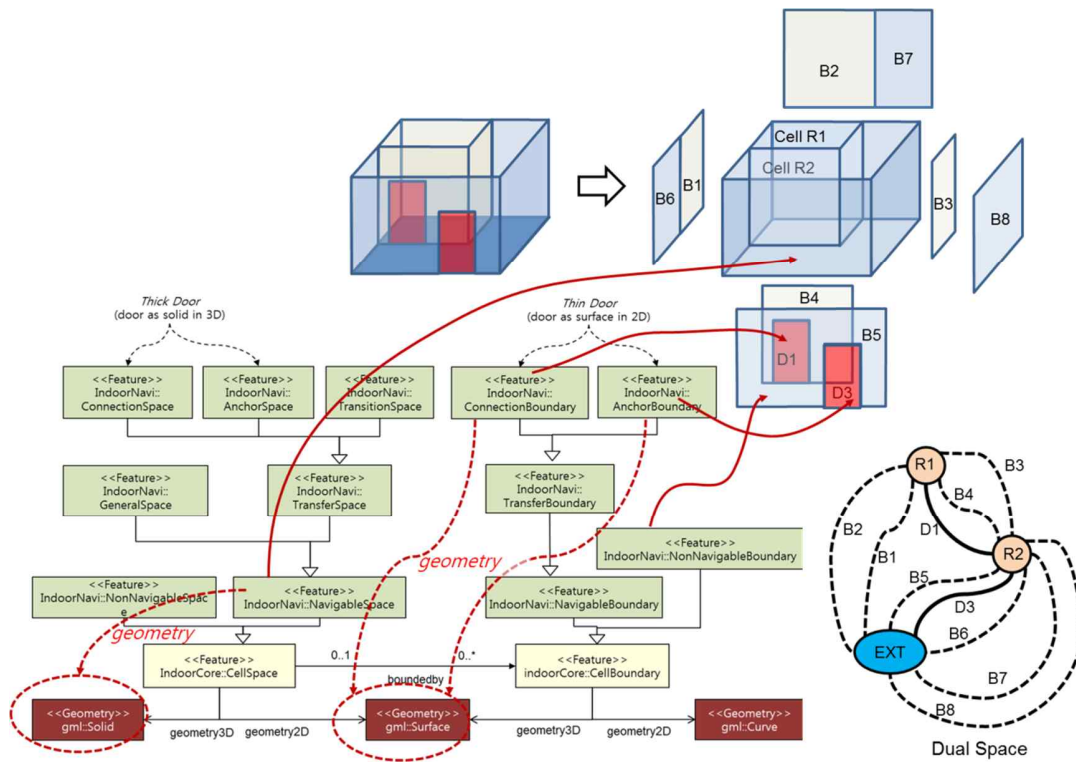 B2
B7
Cell R1
Cell R2
B6
B1
B3
B8
B4
B5
D1
D3
Thick Door
(door as solid in 3D)
Thin Door
(door as surface in 2D)
<<Feature>>
IndoorNavi::
ConnectionSpace
<<Feature>>
IndoorNavi::
AnchorSpace
<<Feature>>
IndoorNavi::
TransitionSpace
<<Feature>>
IndoorNavi::
ConnectionBoundary
<<Feature>>
IndoorNavi::
AnchorBoundary
<<Feature>>
IndoorNavi::
GeneralSpace
<<Feature>>
IndoorNavi::
TransferSpace
<<Feature>>
IndoorNavi::
TransferBoundary
<<Feature>>
IndoorNavi::NonNavigableBoundary
geometry
<<Feature>>
IndoorNavi::NonNavigableSpac
e
<<Feature>>
IndoorNavi::NavigableSpace
<<Feature>>
IndoorNavi::NavigableBoundary
geometry
<<Feature>>
IndoorCore::CellSpace
0..1
0..*
boundedby
<<Feature>>
indoorCore::CellBoundary
<<Geometry>>
gml::Solid
<<Geometry>>
gml::Surface
<<Geometry>>
gml::Curve
geometry3D
geometry2D
geometry3D
geometry2D
R1
B3
B4
B2
D1
B1
R2
B5
D3
B6
EXT
B7
B8
Dual Space